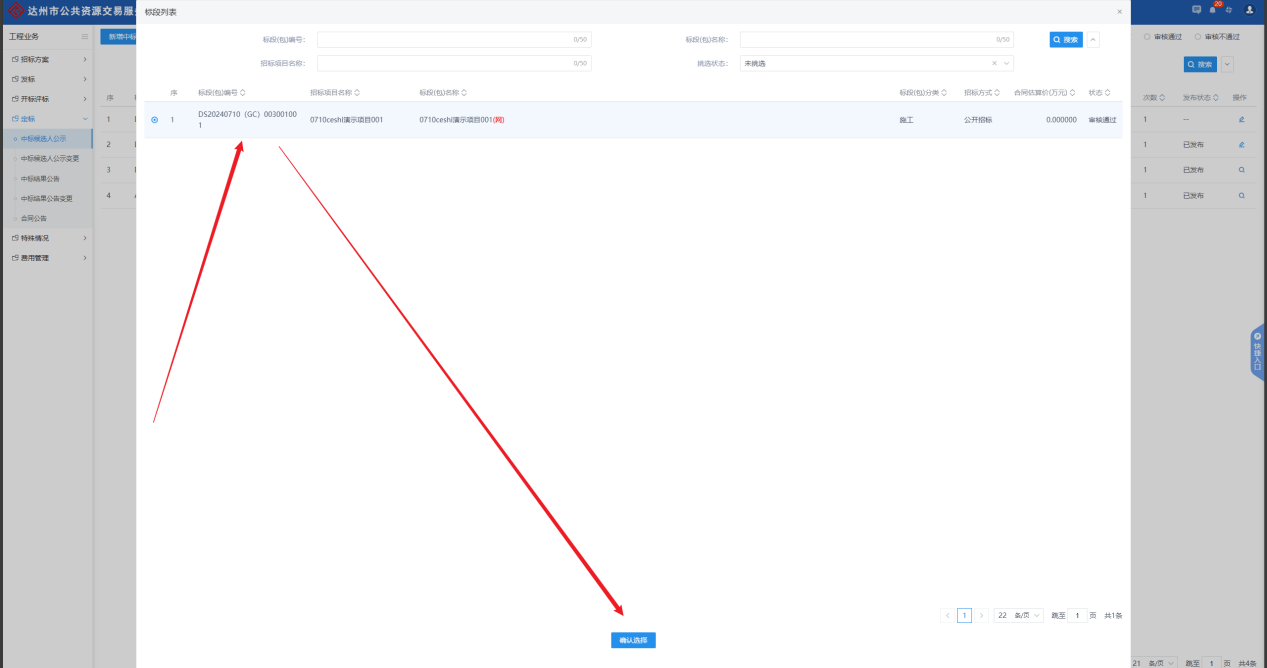 达州市公共资源交易服
标段列表
×
20
工程业务
新增中标
标段(包)编号:
0/50
标段(包)名称:
0/50
搜索
审核通过
审核不通过
招标项目名称:
0/50
挑选状态:
未挑选
搜索
招标方案
发标
开标评标
定标
中标候选人公示
中标候选人公示变更
中标结果公告
中标结果公告变更
合同公告
特殊情况
费用管理
序
1
2
3
4
序
标段(包)编号
招标项目名称
标段(包)名称
标段(包)分类
招标方式
合同估算价(万元)
状态
1
DS20240710（GC）00300100
1
0710ceshi演示项目001
0710ceshi演示项目001(网)
施工
公开招标
0.000000
审核通过
次数
发布状态
操作
1
--
1
已发布
1
已发布
1
已发布
快捷入口
1
22
条/页
跳至
1
页
共1条
确认选择
21
条/页
跳至
1
页
共4条